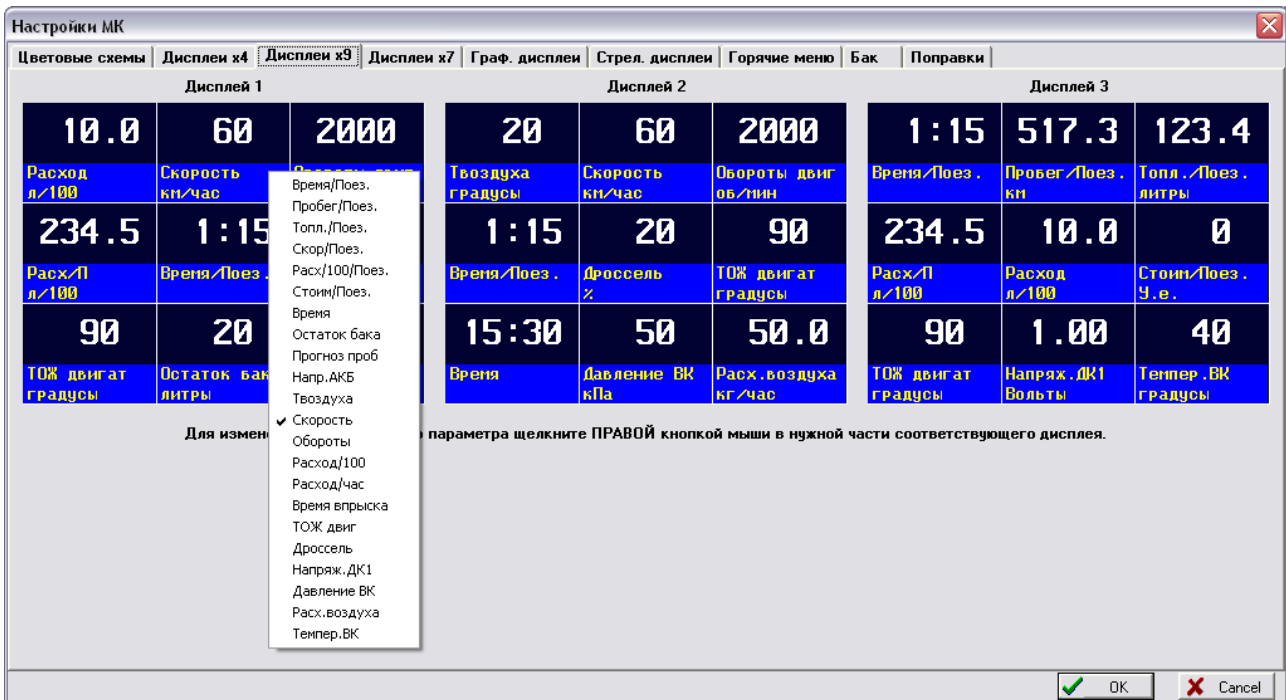 Настройки МК
Цветовые схемы Дисплеи x4 Дисплеи x9 Дисплеи x7 Граф. дисплеи Стрел. дисплеи Горячие меню Бак Поправки
Дисплей 1 Дисплей 2 Дисплей 3
10.0 60 2000 20 60 2000 1:15 517.3 123.4
Расход Скорость Твоздуха Скорость Обороты двиг Время/Поез. Пробег/Поез. Топл./Поез.
л/100 км/час градусы км/час об/мин км литры
234.5 1:15 1:15 20 90 234.5 10.0 0
Расх/П Время/Поез. Время/Поез. Дроссель ТОЖ двигат Расх/П Расход Стоим/Поез.
л/100 % градусы л/100 л/100 У.е.
90 20 15:30 50 50.0 90 1.00 40
ТОЖ двигат Остаток бак Время Давление ВК Расх.воздуха ТОЖ двигат Напряж.ДК1 Темпер.ВК
градусы литры кПа кг/час градусы Вольты градусы
Время/Поез.
Пробег/Поез.
Топл./Поез.
Скор/Поез.
Расх/100/Поез.
Стоим/Поез.
Время
Остаток бака
Прогноз проб
Напр.АКБ
Твоздуха
Скорость
Обороты
Расход/100
Расход/час
Время впрыска
ТОЖ двиг
Дроссель
Напряж.ДК1
Давление ВК
Расх.воздуха
Темпер.ВК
Для измен параметра щелкните ПРАВОЙ кнопкой мыши в нужной части соответствующего дисплея.
OK Cancel